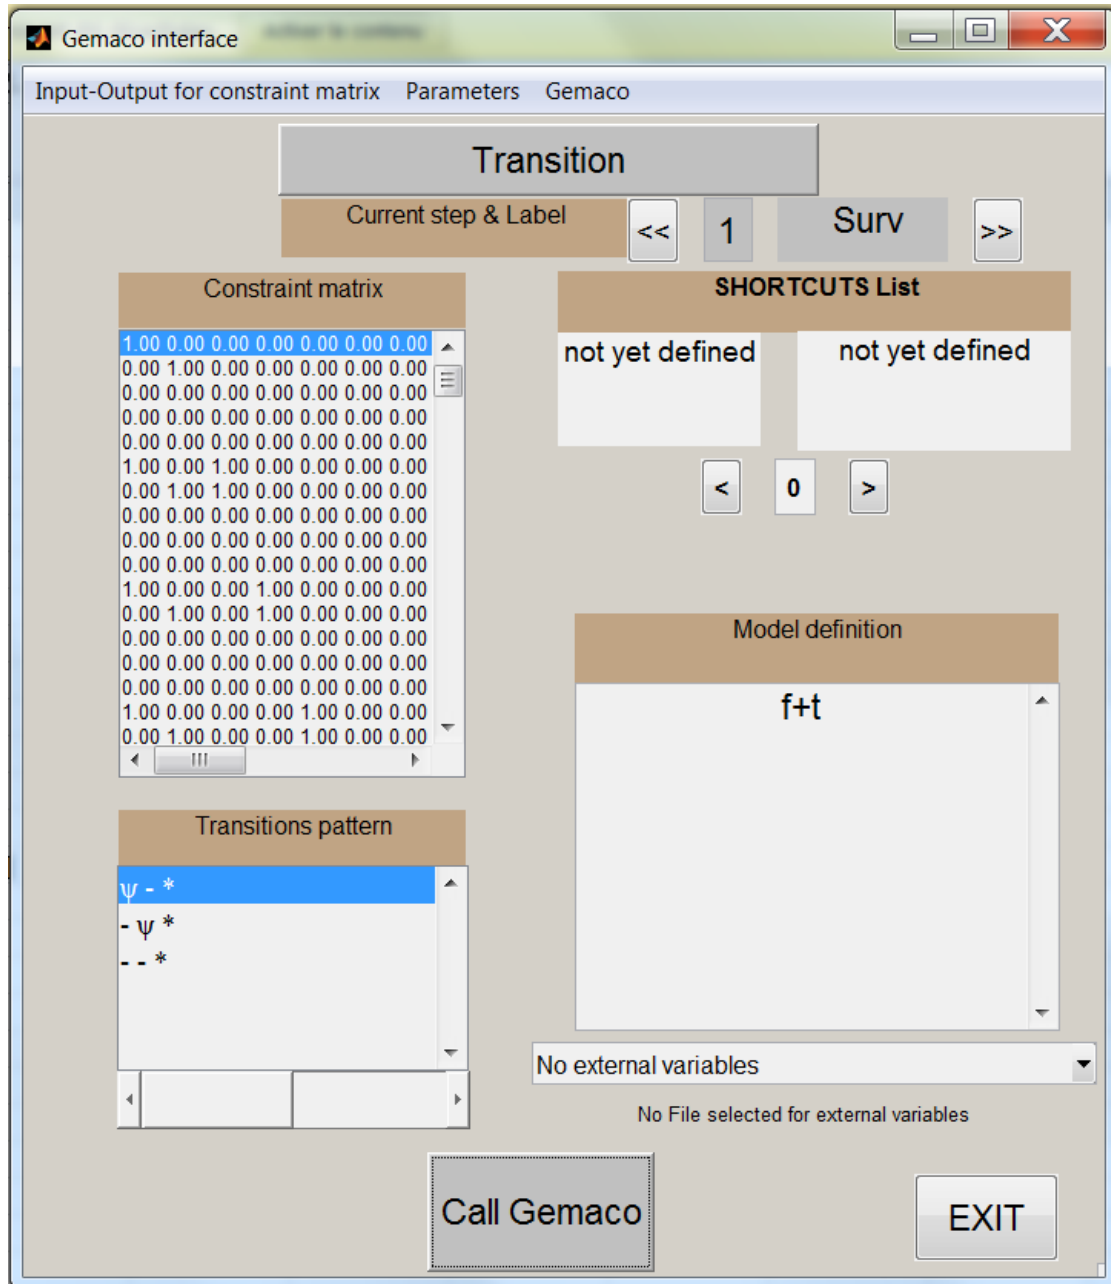 Gemaco interface
Input-Output for constraint matrix Parameters Gemaco
Transition
Current step & Label << 1 Surv >>
Constraint matrix
1.00 0.00 0.00 0.00 0.00 0.00 0.00
0.00 1.00 0.00 0.00 0.00 0.00 0.00
0.00 0.00 0.00 0.00 0.00 0.00 0.00
0.00 0.00 0.00 0.00 0.00 0.00 0.00
0.00 0.00 0.00 0.00 0.00 0.00 0.00
1.00 0.00 1.00 0.00 0.00 0.00 0.00
0.00 1.00 1.00 0.00 0.00 0.00 0.00
0.00 0.00 0.00 0.00 0.00 0.00 0.00
0.00 0.00 0.00 0.00 0.00 0.00 0.00
0.00 0.00 0.00 0.00 0.00 0.00 0.00
1.00 0.00 0.00 1.00 0.00 0.00 0.00
0.00 1.00 0.00 1.00 0.00 0.00 0.00
0.00 0.00 0.00 0.00 0.00 0.00 0.00
0.00 0.00 0.00 0.00 0.00 0.00 0.00
0.00 0.00 0.00 0.00 0.00 0.00 0.00
1.00 0.00 0.00 0.00 1.00 0.00 0.00
0.00 1.00 0.00 0.00 1.00 0.00 0.00
SHORTCUTS List
not yet defined not yet defined
< 0 >
Transitions pattern
ψ - *
- ψ *
- - *
Model definition
f+t
No external variables
No File selected for external variables
Call Gemaco
EXIT